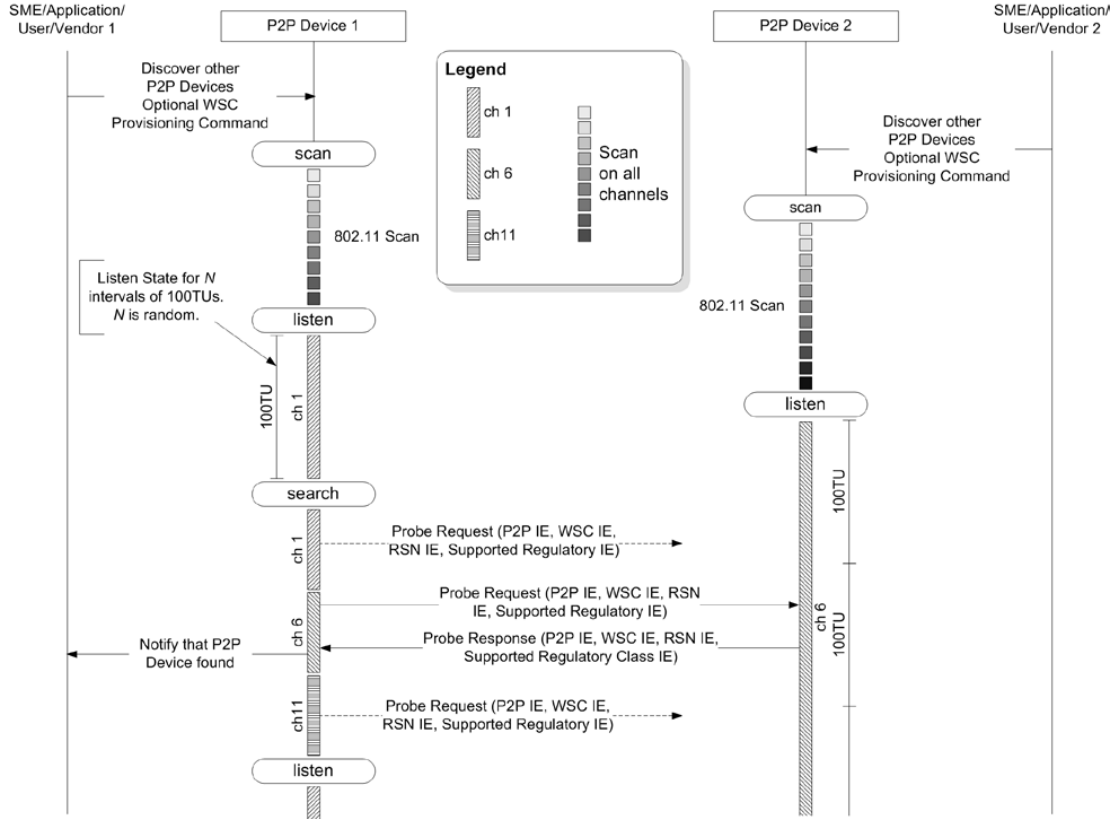 SME/Application/
User/Vendor 1
P2P Device 1
P2P Device 2
SME/Application/
User/Vendor 2
Discover other
P2P Devices
Optional WSC
Provisioning Command
Legend
ch 1
ch 6
ch11
Scan
on all
channels
Discover other
P2P Devices
Optional WSC
Provisioning Command
scan
scan
802.11 Scan
Listen State for N
intervals of 100TUs.
N is random.
802.11 Scan
listen
100TU
ch 1
listen
100TU
search
ch 1
Probe Request (P2P IE, WSC IE,
RSN IE, Supported Regulatory IE)
ch 6
Probe Request (P2P IE, WSC IE, RSN
IE, Supported Regulatory IE)
ch 6
100TU
Notify that P2P
Device found
Probe Response (P2P IE, WSC IE, RSN IE,
Supported Regulatory Class IE)
ch11
Probe Request (P2P IE, WSC IE,
RSN IE, Supported Regulatory IE)
listen